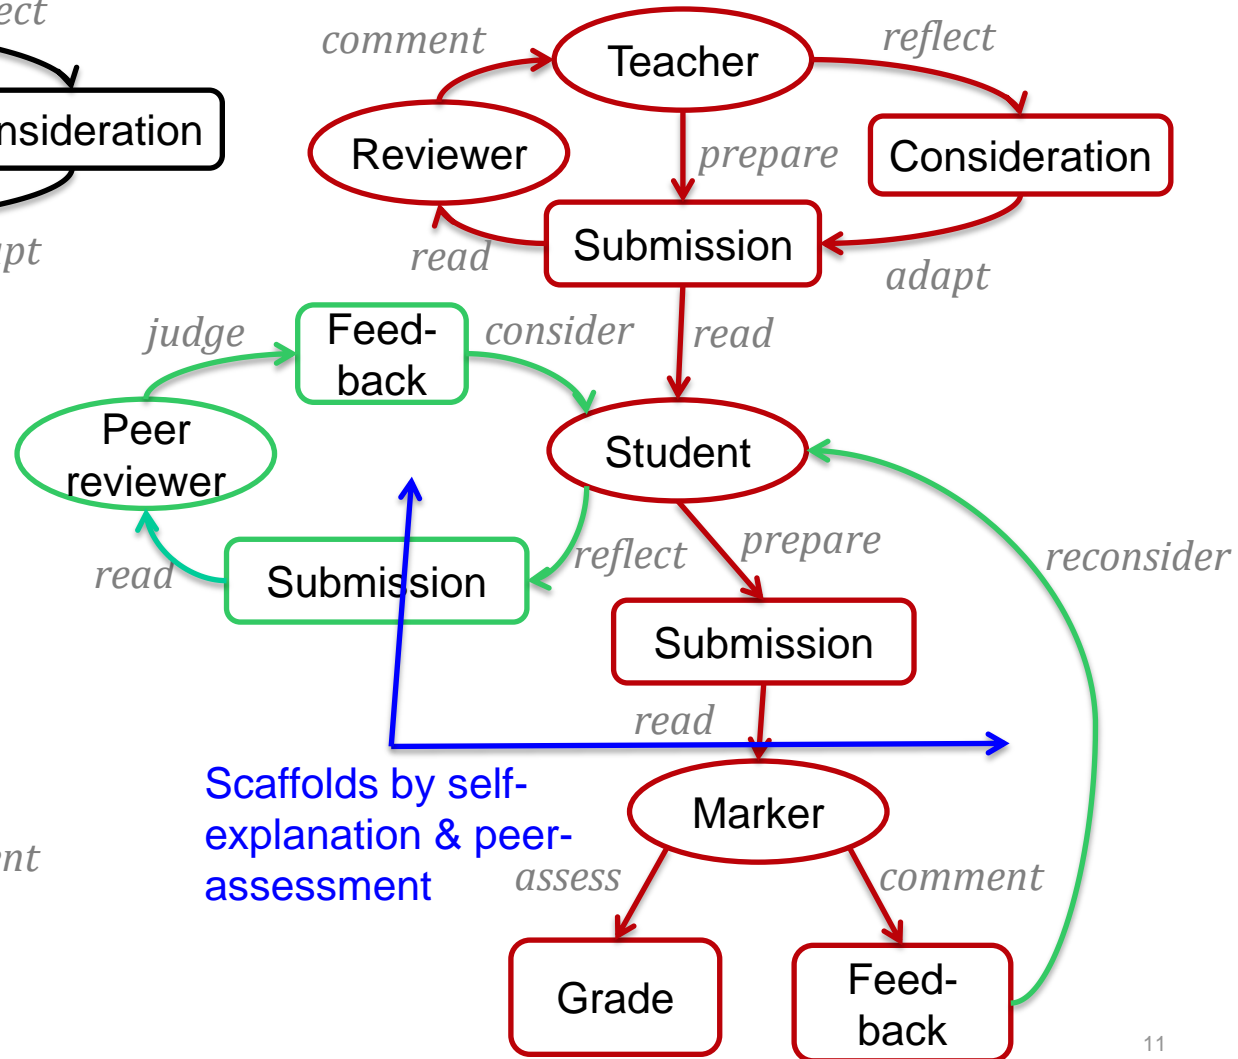 ect
comment
Teacher
reflect
nsideration
Reviewer
prepare
Consideration
apt
read
Submission
adapt
judge
Feed-
back
consider
read
Peer
reviewer
Student
read
Submission
reflect
prepare
reconsider
Submission
read
Scaffolds by self-
explanation & peer-
assessment
Marker
ent
assess
comment
Grade
Feed-
back
11